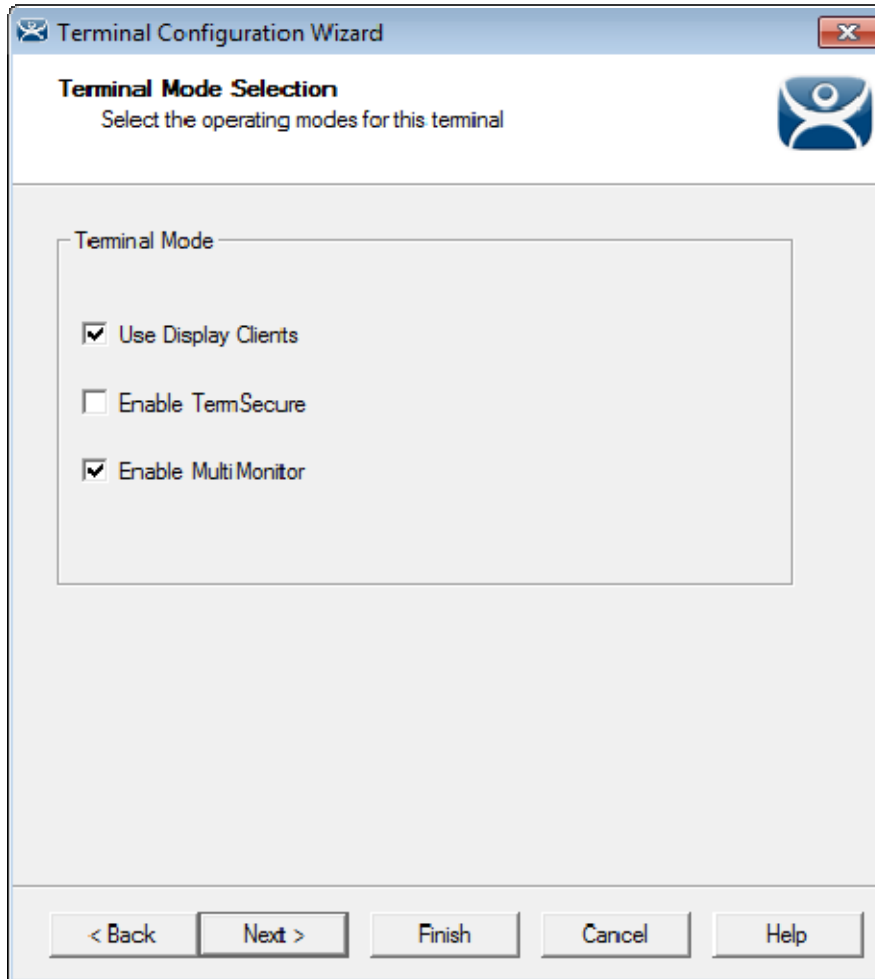 Terminal Configuration Wizard
Terminal Mode Selection
Select the operating modes for this terminal
Terminal Mode
Use Display Clients
Enable TermSecure
Enable MultiMonitor
< Back Next > Finish Cancel Help